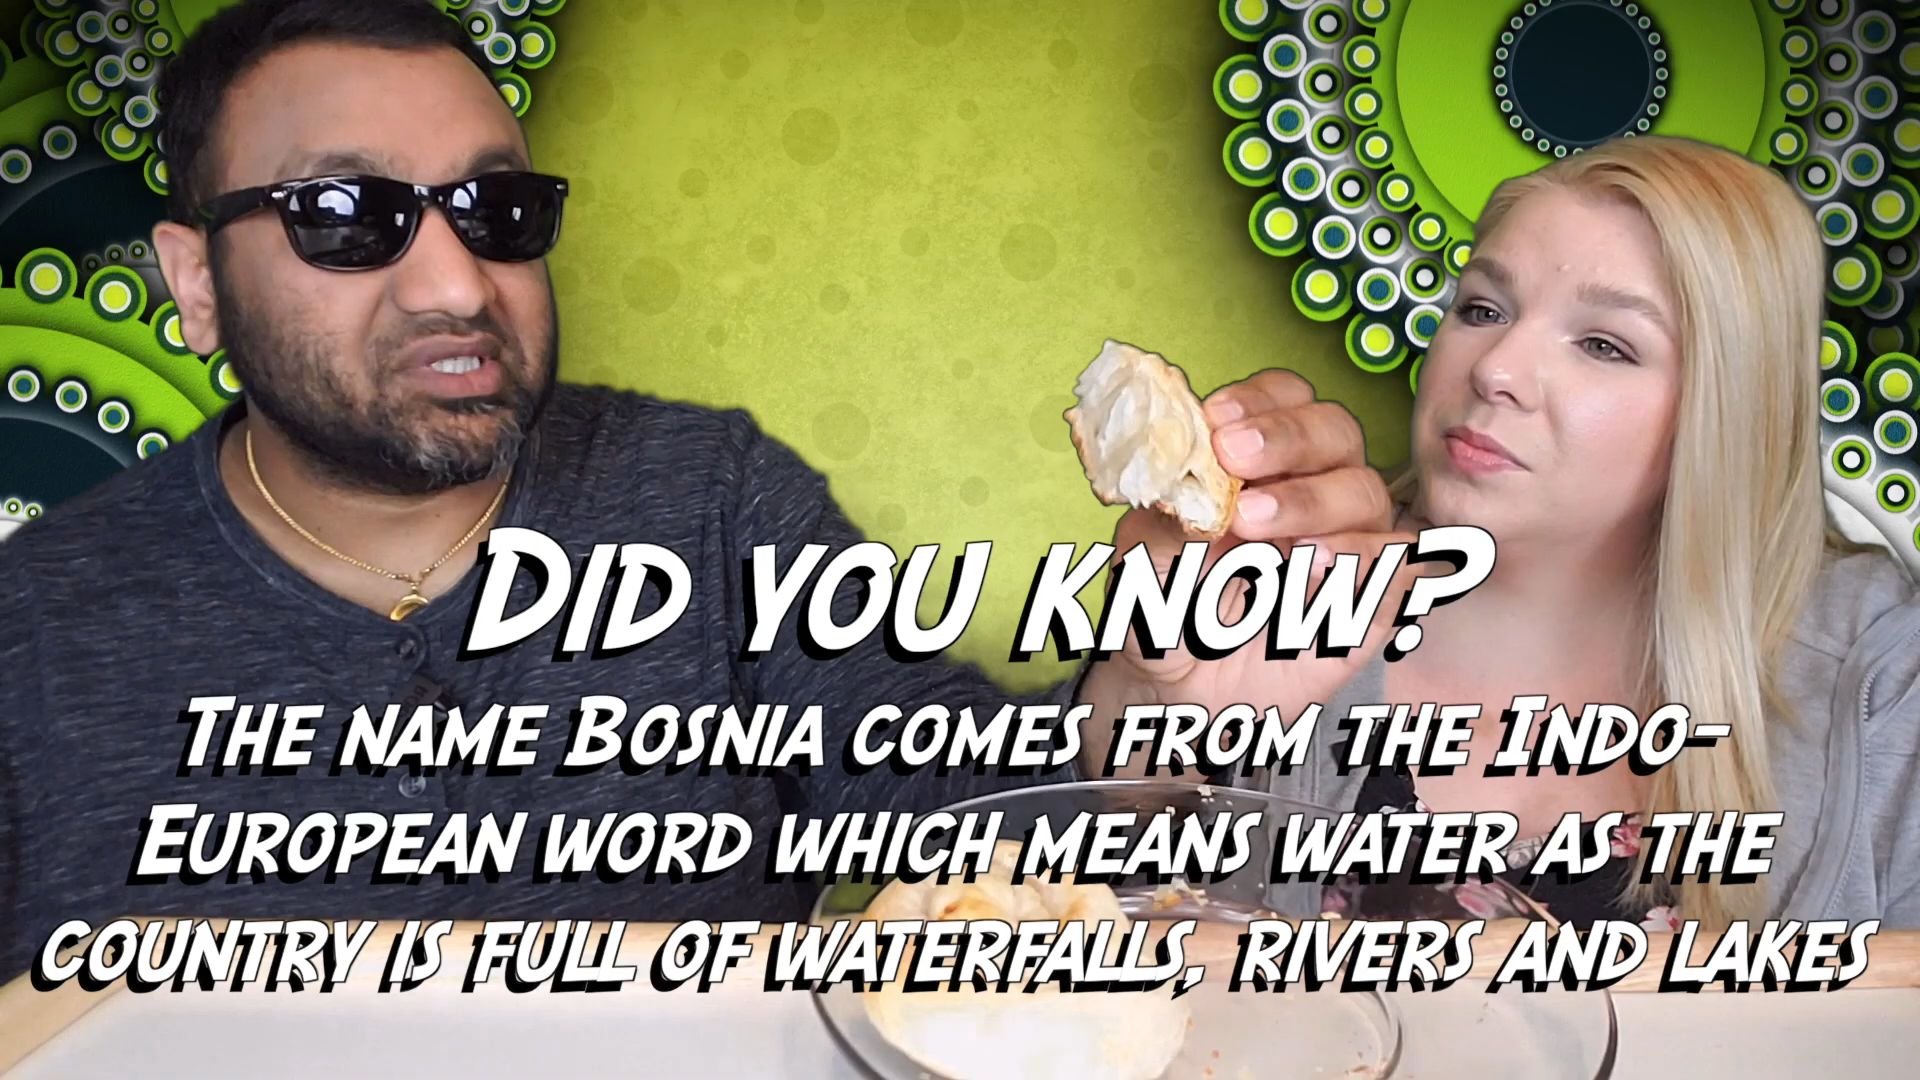 Did you know?
The name Bosnia comes from the Indo-
European word which means water as the
country is full of waterfalls, rivers and lakes